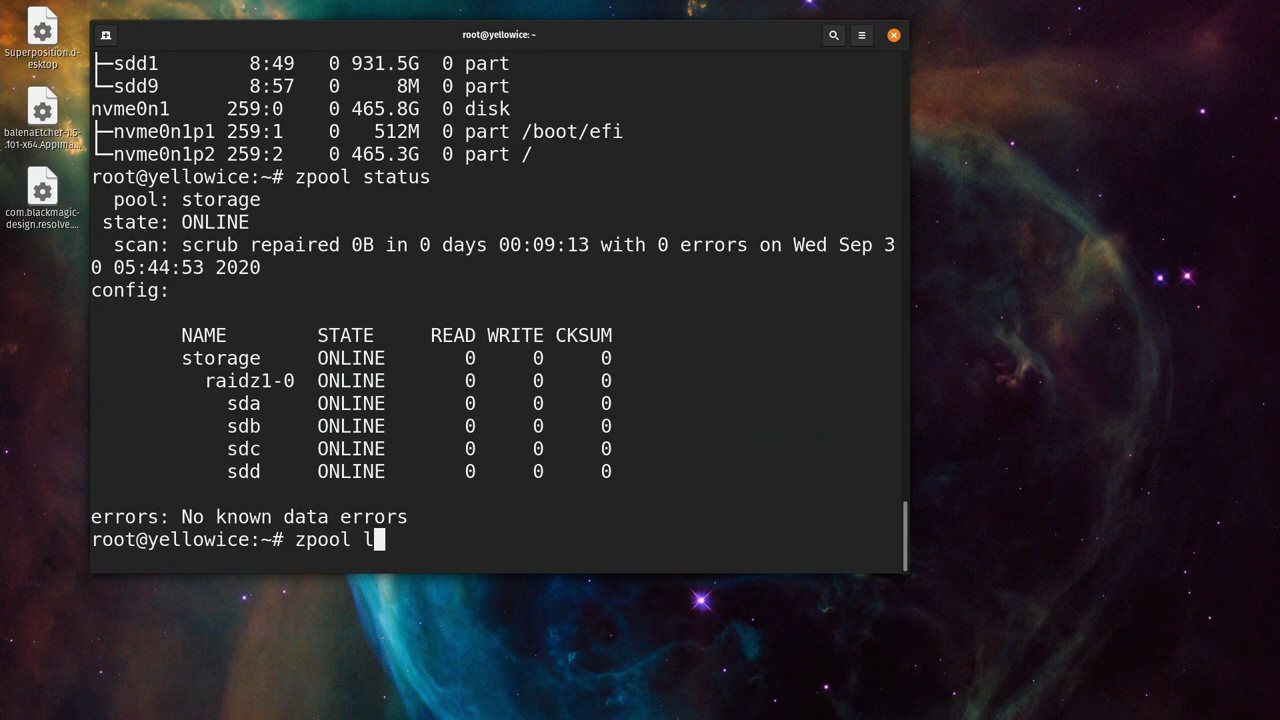 Superposition.d-
esktop
balenaEtcher-1.5-
.101-x64.AppIma...
com.blackmagic-
design.resolve....
root@yellowice: ~
├─sdd1        8:49   0 931.5G  0 part
└─sdd9        8:57   0     8M  0 part
nvme0n1     259:0    0 465.8G  0 disk
├─nvme0n1p1 259:1    0   512M  0 part /boot/efi
└─nvme0n1p2 259:2    0 465.3G  0 part /
root@yellowice:~# zpool status
  pool: storage
 state: ONLINE
  scan: scrub repaired 0B in 0 days 00:09:13 with 0 errors on Wed Sep 3
0 05:44:53 2020
config:
        NAME        STATE     READ WRITE CKSUM
        storage     ONLINE       0     0     0
          raidz1-0  ONLINE       0     0     0
            sda     ONLINE       0     0     0
            sdb     ONLINE       0     0     0
            sdc     ONLINE       0     0     0
            sdd     ONLINE       0     0     0
errors: No known data errors
root@yellowice:~# zpool l